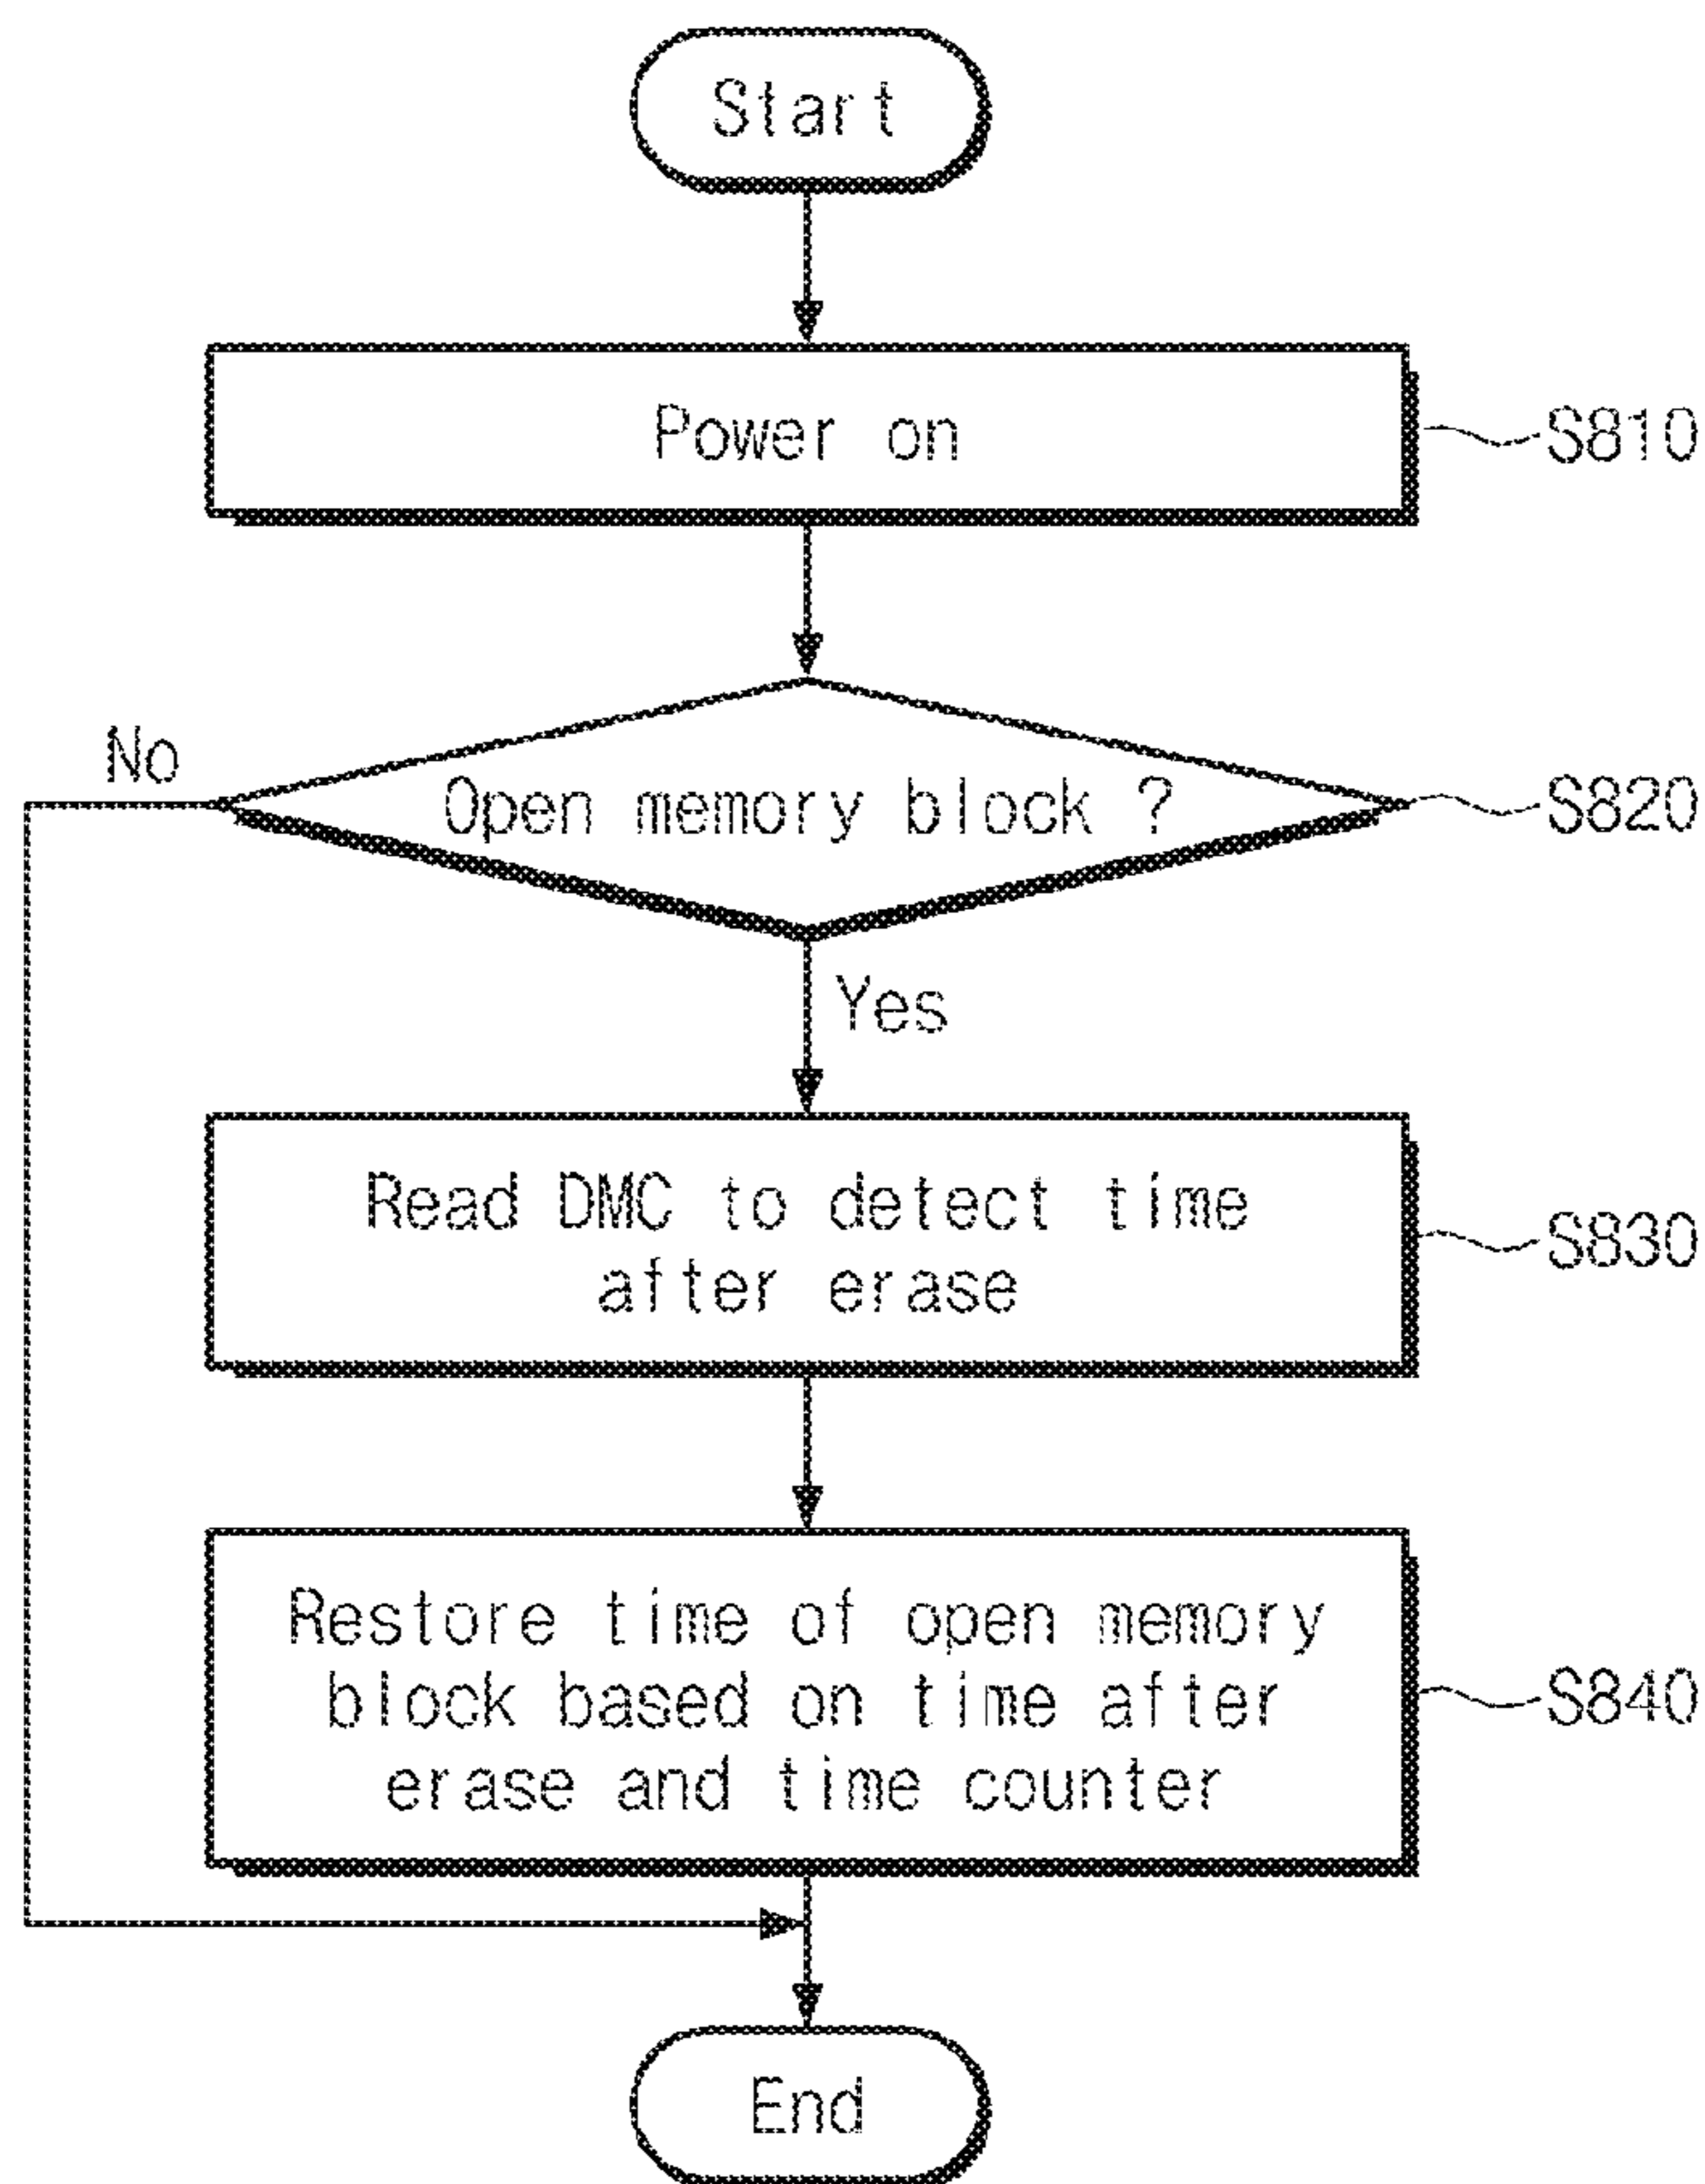 Start
Power on
S810
No
Open memory block ?
S820
Yes
Read DMC to detect time
after erase
S830
Restore time of open memory
block based on time after
erase and time counter
S840
End